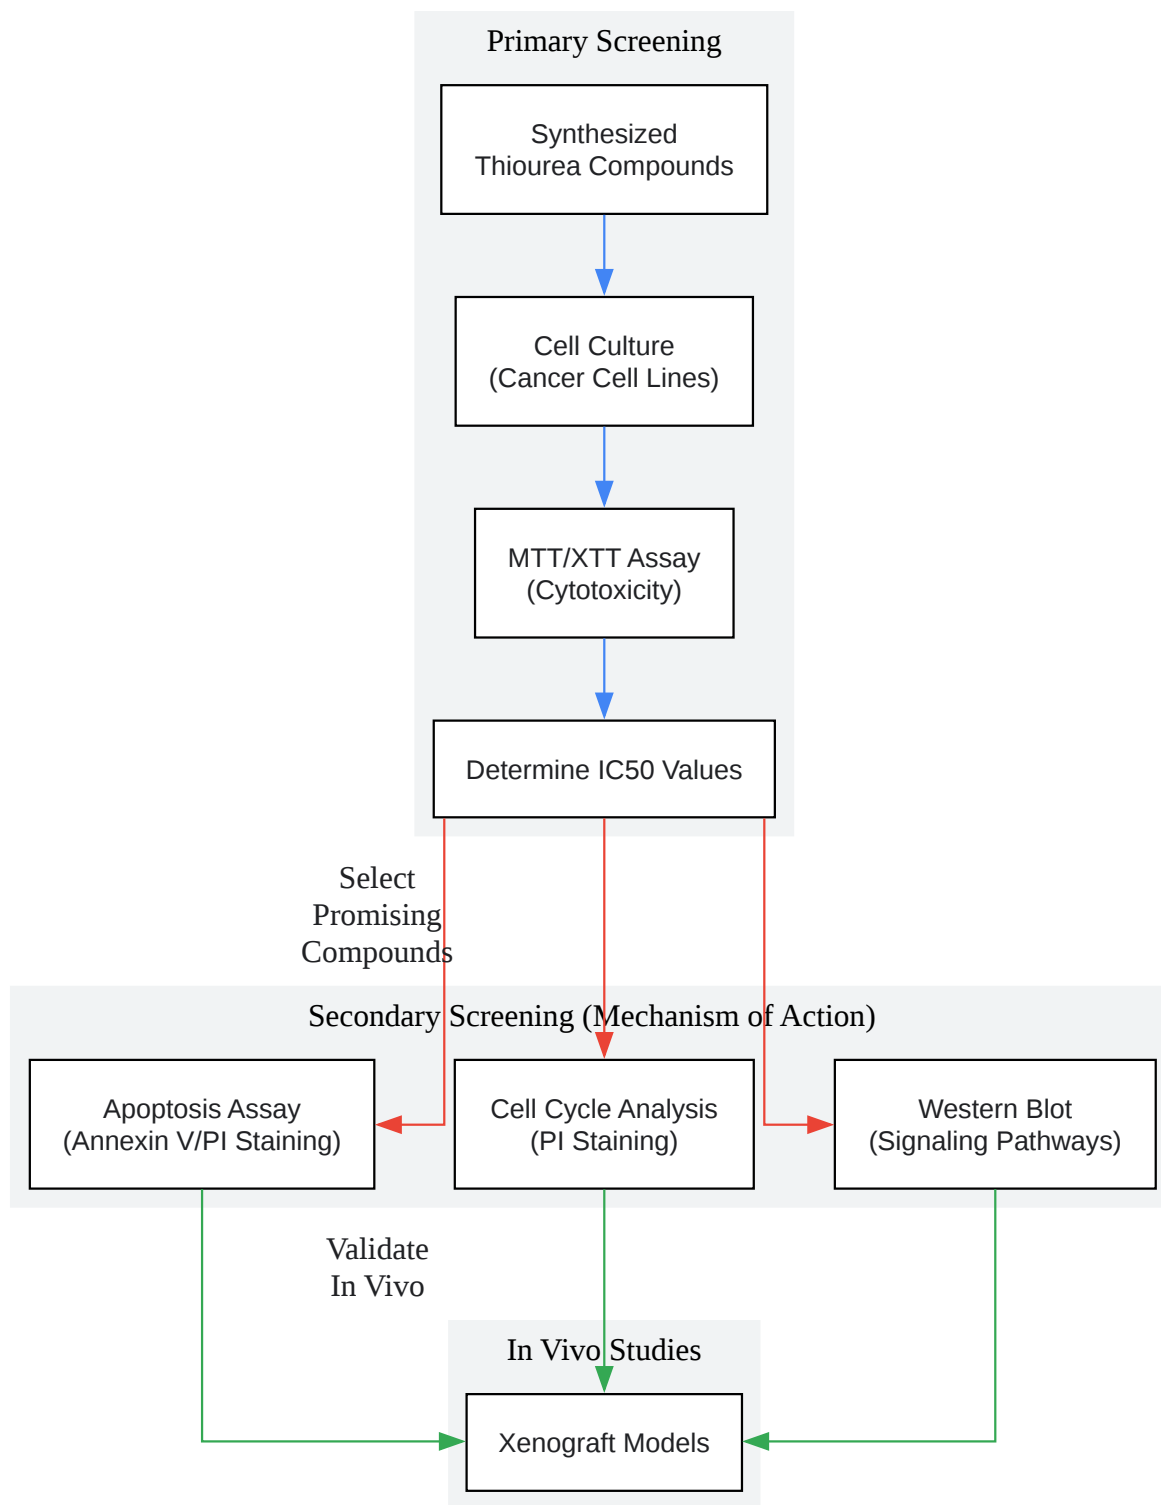 Primary Screening
Synthesized
Thiourea Compounds
Cell Culture
(Cancer Cell Lines)
MTT/XTT Assay
(Cytotoxicity)
Determine IC50 Values
Select
Promising
Compounds
Secondary Screening (Mechanism of Action)
Apoptosis Assay
(Annexin V/PI Staining)
Cell Cycle Analysis
(PI Staining)
Western Blot
(Signaling Pathways)
Validate
In Vivo
In Vivo Studies
Xenograft Models